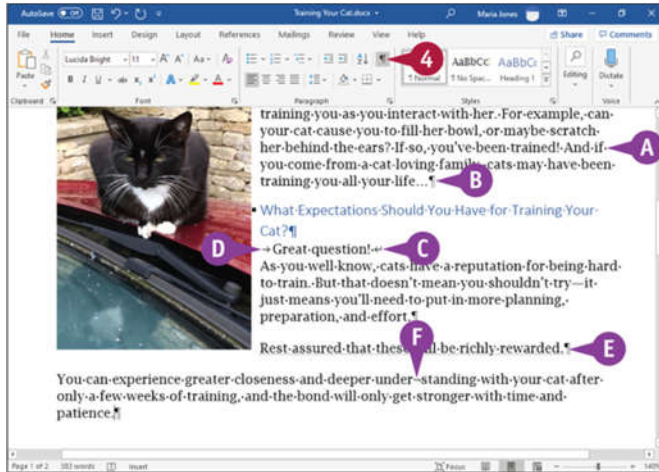 AutoSave Off Training Your Cat.docx Maria Jones
File Home Insert Design Layout References Mailings Review View Help Share Comments
Lucida Bright 11 A A Aa 4 AaBbCc AaBbCc
Paste B I U ab x₂ x² A A Normal 1 No Spac... Heading 1 Editing Dictate
Clipboard Font Paragraph Styles Voice
training·you·as·you·interact·with·her.·For·example,·can·
your·cat·cause·you·to·fill·her·bowl,·or·maybe·scratch·
her·behind·the·ears?·If·so,·you've·been·trained!·And·if· A
you·come·from·a·cat·loving·family,·cats·may·have·been·
training·you·all·your·life…¶ B
What·Expectations·Should·You·Have·for·Training·Your·
Cat?¶
D →Great·question!·↵ C
As·you·well·know,·cats·have·a·reputation·for·being·hard·
to·train.·But·that·doesn't·mean·you·shouldn't·try—it·
just·means·you'll·need·to·put·in·more·planning,·
preparation,·and·effort.¶
F
Rest·assured·that·these·will·be·richly·rewarded.¶ E
You·can·experience·greater·closeness·and·deeper·under¬standing·with·your·cat·after·
only·a·few·weeks·of·training,·and·the·bond·will·only·get·stronger·with·time·and·
patience.¶
Page 1 of 2 383 words Insert Focus 140%